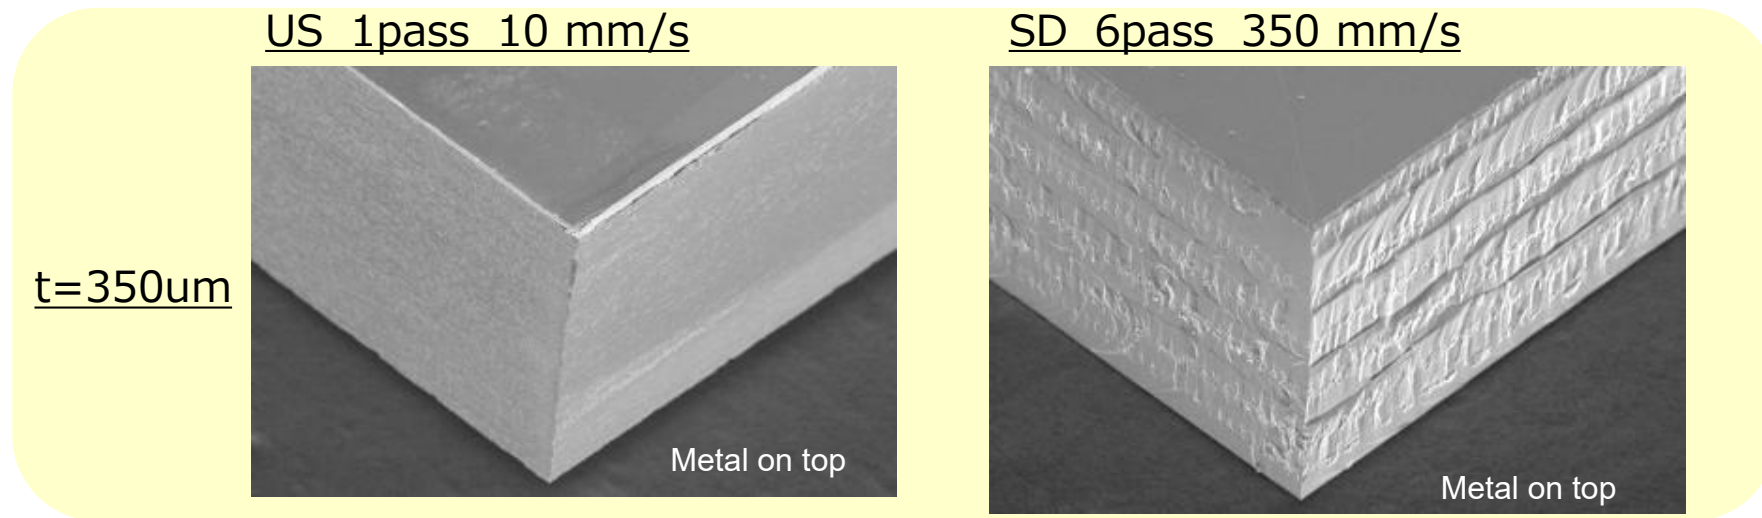 US 1pass 10 mm/s
SD 6pass 350 mm/s
t=350um
Metal on top
Metal on top